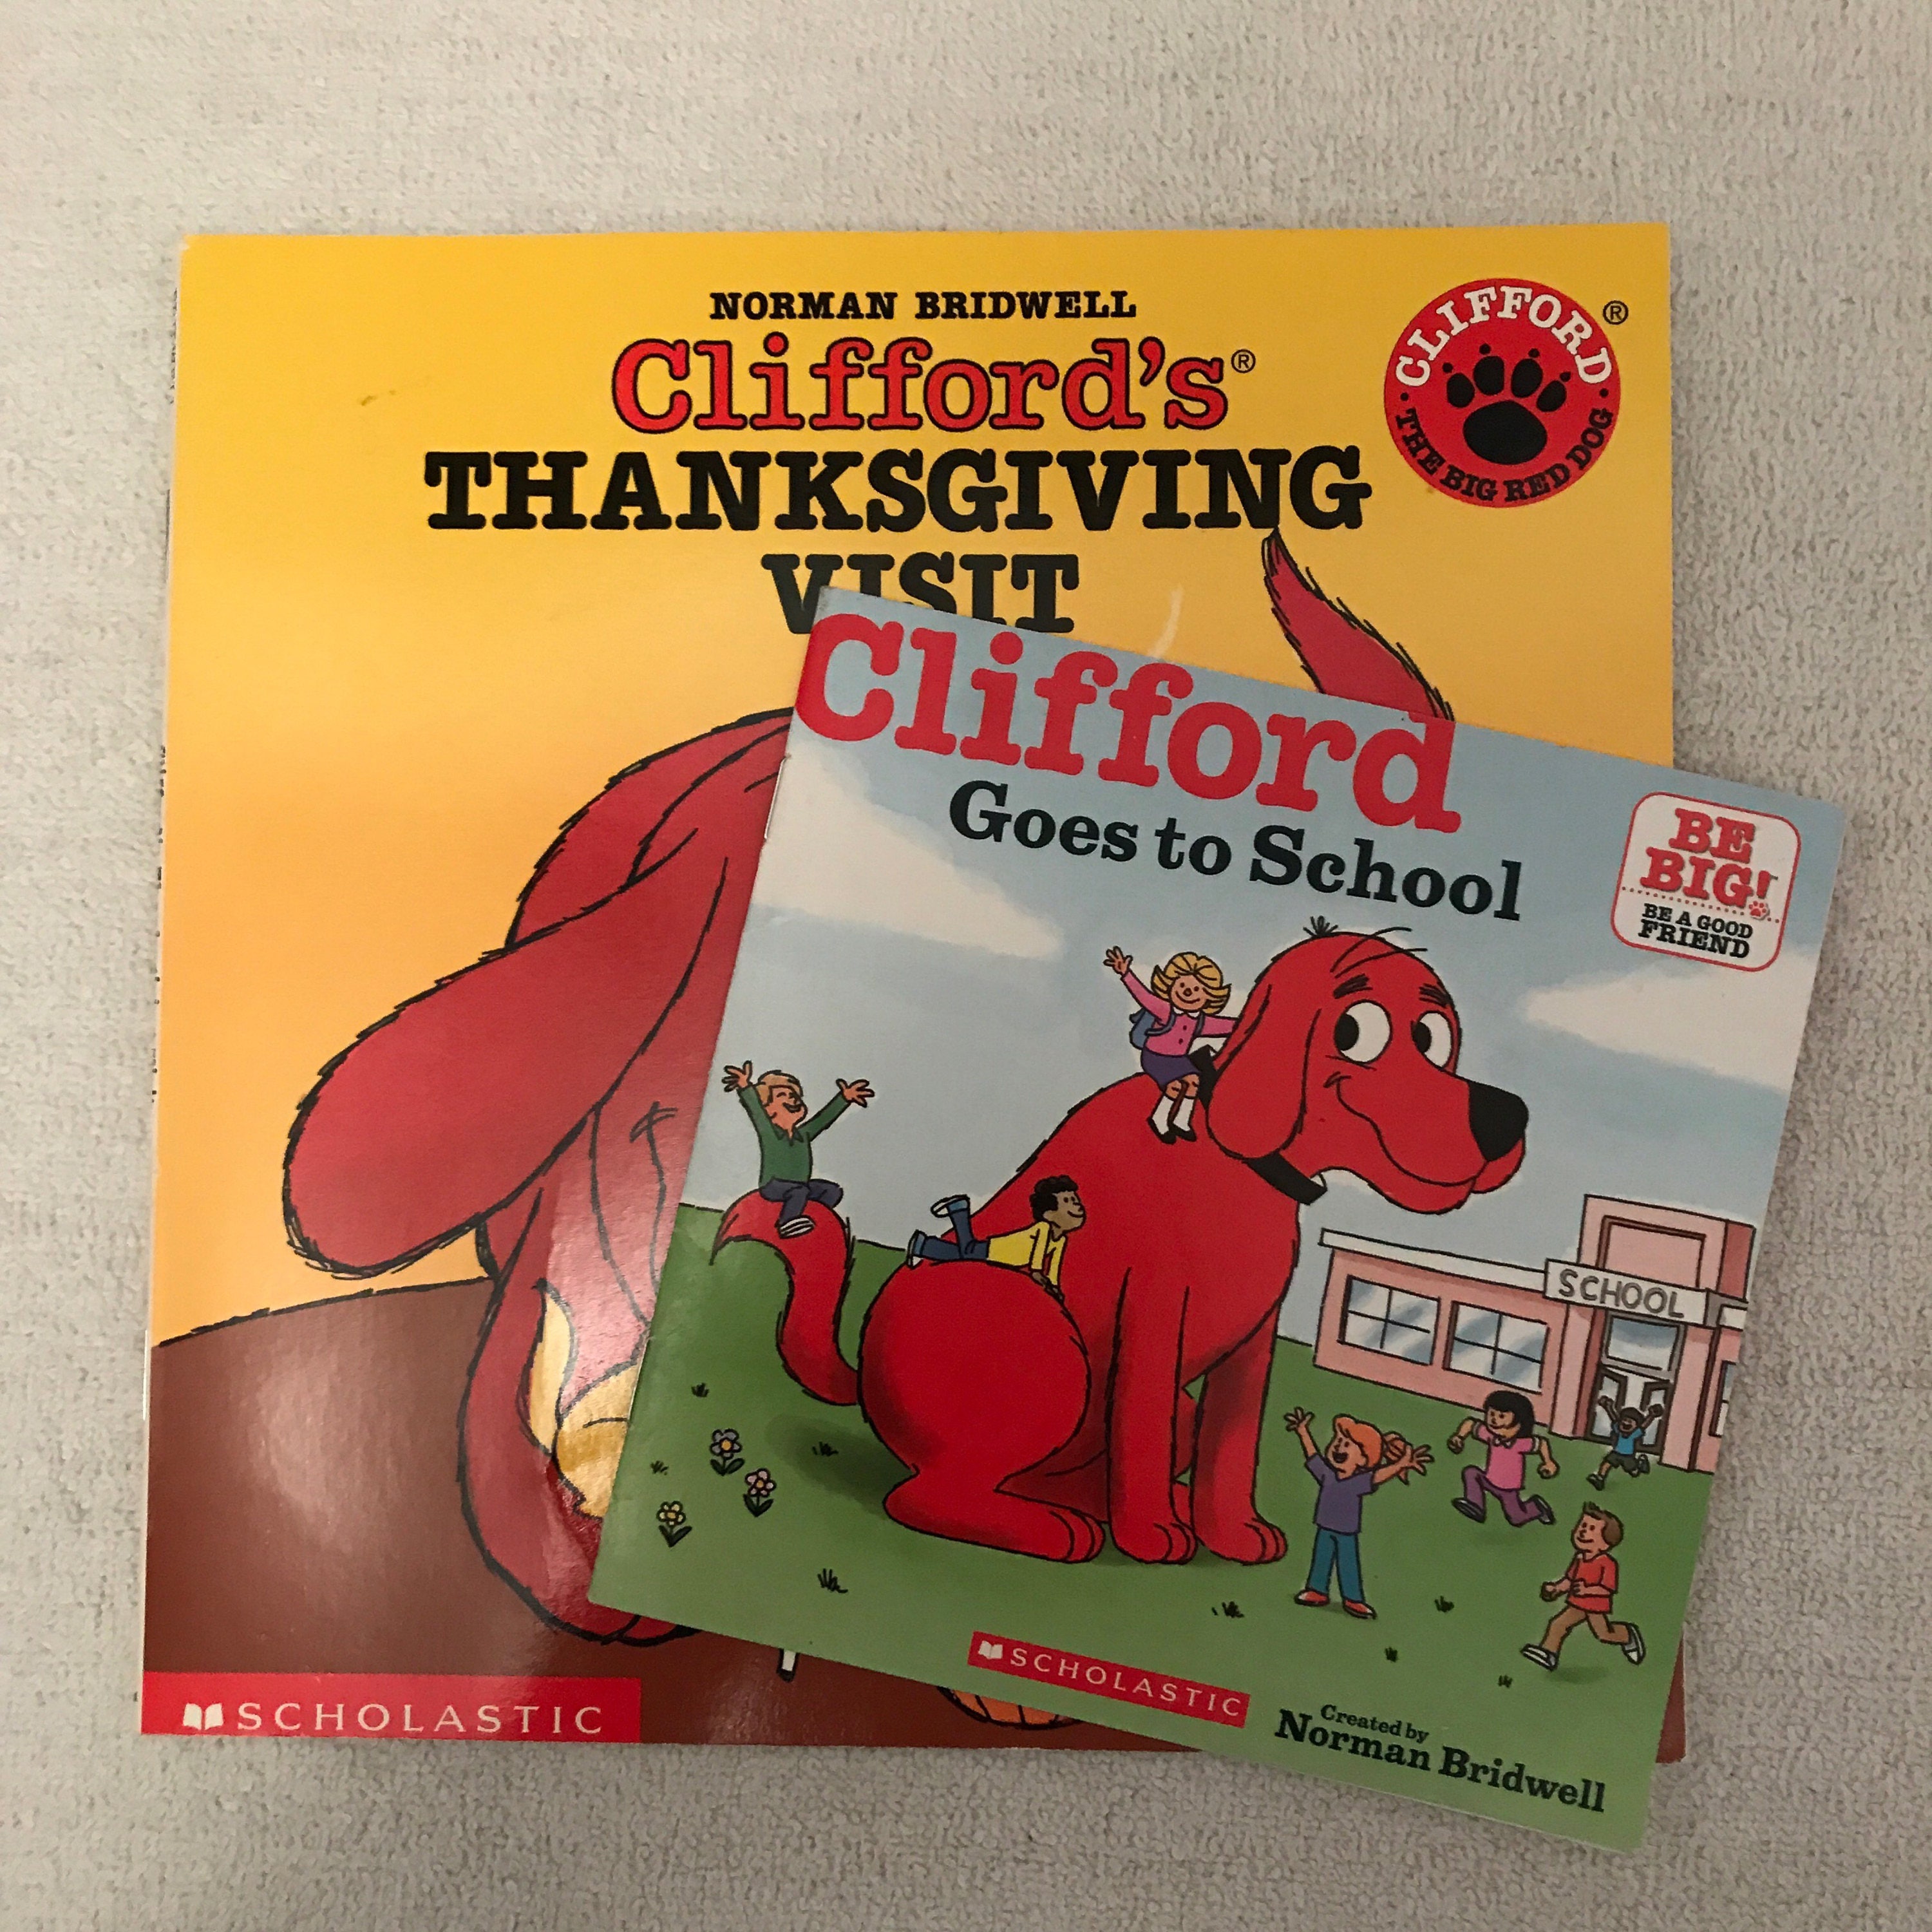 NORMAN BRIDWELL
Clifford's®
THANKSGIVING
VISIT
CLIFFORD®
• THE BIG RED DOG •
Clifford
Goes to School
BE
BIG!
BE A GOOD
FRIEND
SCHOOL
SCHOLASTIC
Created by
Norman Bridwell
SCHOLASTIC